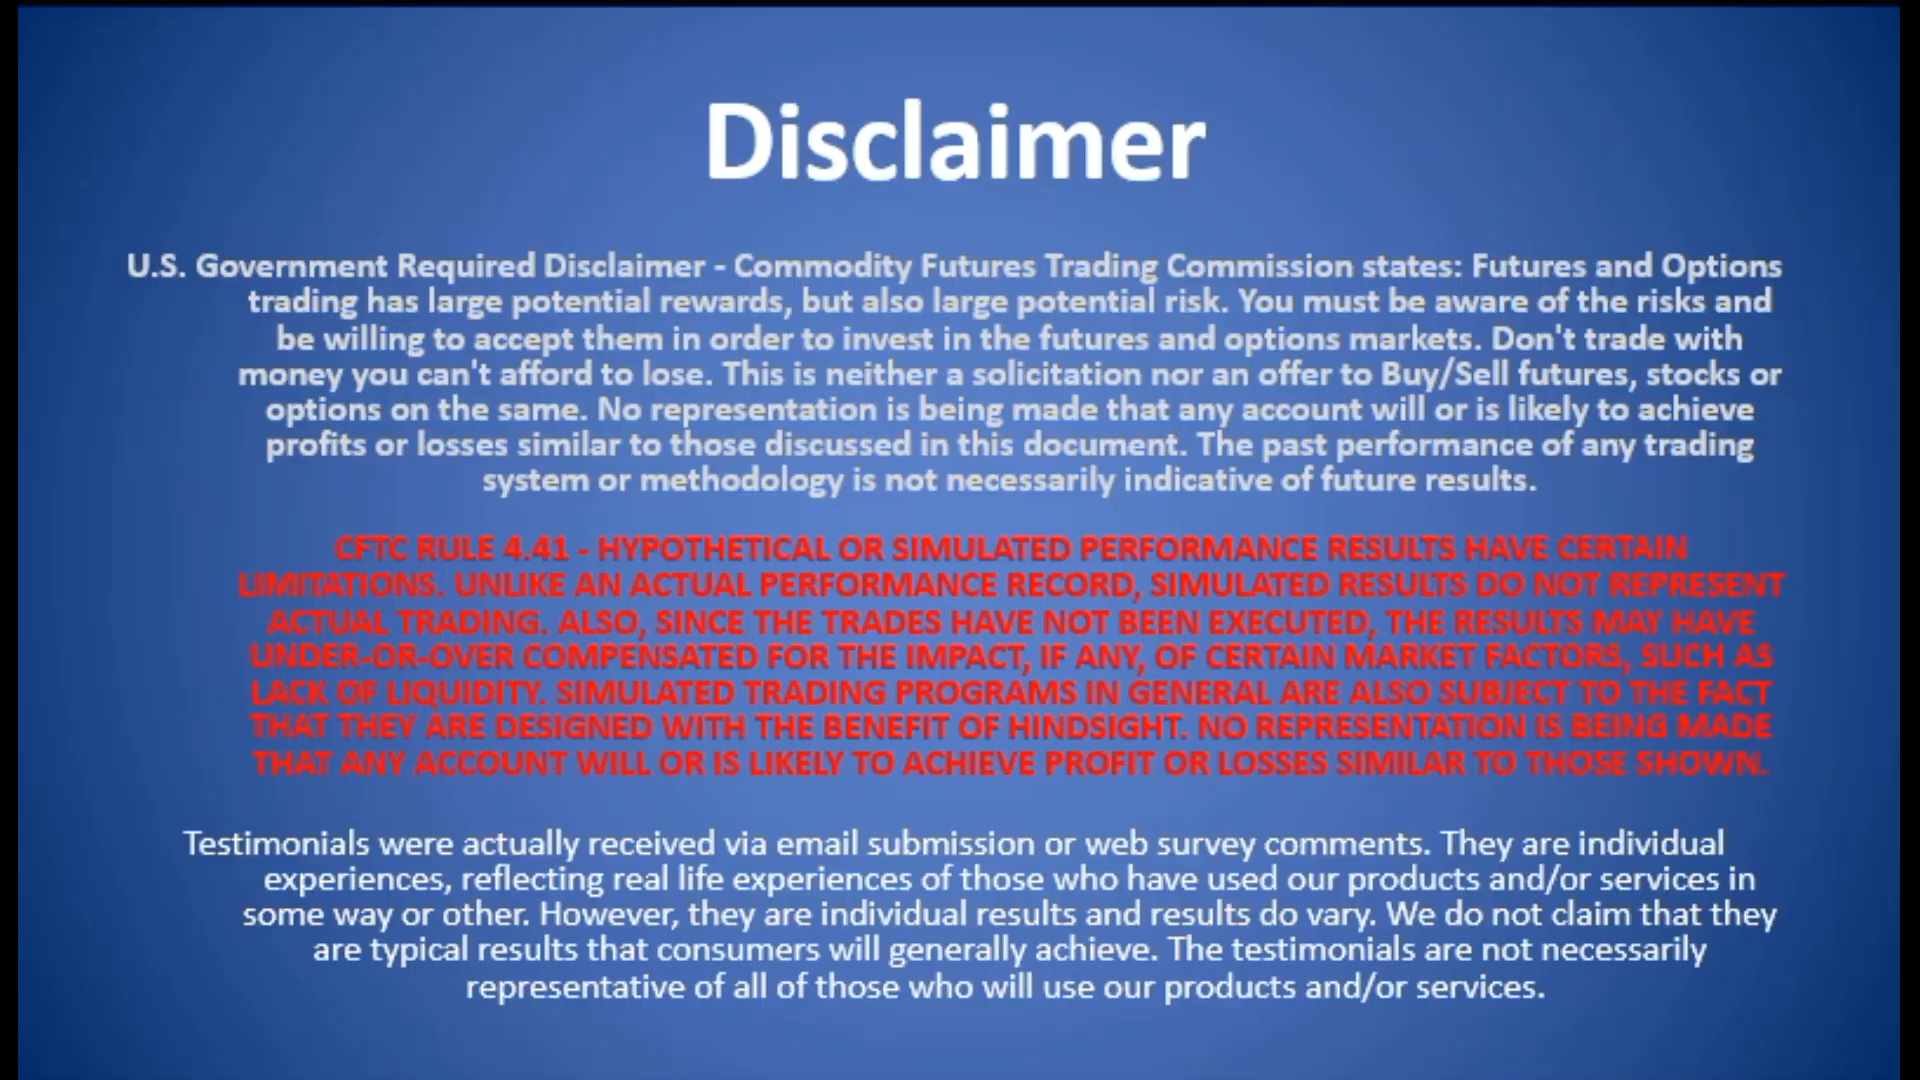 Disclaimer
U.S. Government Required Disclaimer - Commodity Futures Trading Commission states: Futures and Options
trading has large potential rewards, but also large potential risk. You must be aware of the risks and
be willing to accept them in order to invest in the futures and options markets. Don't trade with
money you can't afford to lose. This is neither a solicitation nor an offer to Buy/Sell futures, stocks or
options on the same. No representation is being made that any account will or is likely to achieve
profits or losses similar to those discussed in this document. The past performance of any trading
system or methodology is not necessarily indicative of future results.
CFTC RULE 4.41 - HYPOTHETICAL OR SIMULATED PERFORMANCE RESULTS HAVE CERTAIN
LIMITATIONS. UNLIKE AN ACTUAL PERFORMANCE RECORD, SIMULATED RESULTS DO NOT REPRESENT
ACTUAL TRADING. ALSO, SINCE THE TRADES HAVE NOT BEEN EXECUTED, THE RESULTS MAY HAVE
UNDER-OR-OVER COMPENSATED FOR THE IMPACT, IF ANY, OF CERTAIN MARKET FACTORS, SUCH AS
LACK OF LIQUIDITY. SIMULATED TRADING PROGRAMS IN GENERAL ARE ALSO SUBJECT TO THE FACT
THAT THEY ARE DESIGNED WITH THE BENEFIT OF HINDSIGHT. NO REPRESENTATION IS BEING MADE
THAT ANY ACCOUNT WILL OR IS LIKELY TO ACHIEVE PROFIT OR LOSSES SIMILAR TO THOSE SHOWN.
Testimonials were actually received via email submission or web survey comments. They are individual
experiences, reflecting real life experiences of those who have used our products and/or services in
some way or other. However, they are individual results and results do vary. We do not claim that they
are typical results that consumers will generally achieve. The testimonials are not necessarily
representative of all of those who will use our products and/or services.